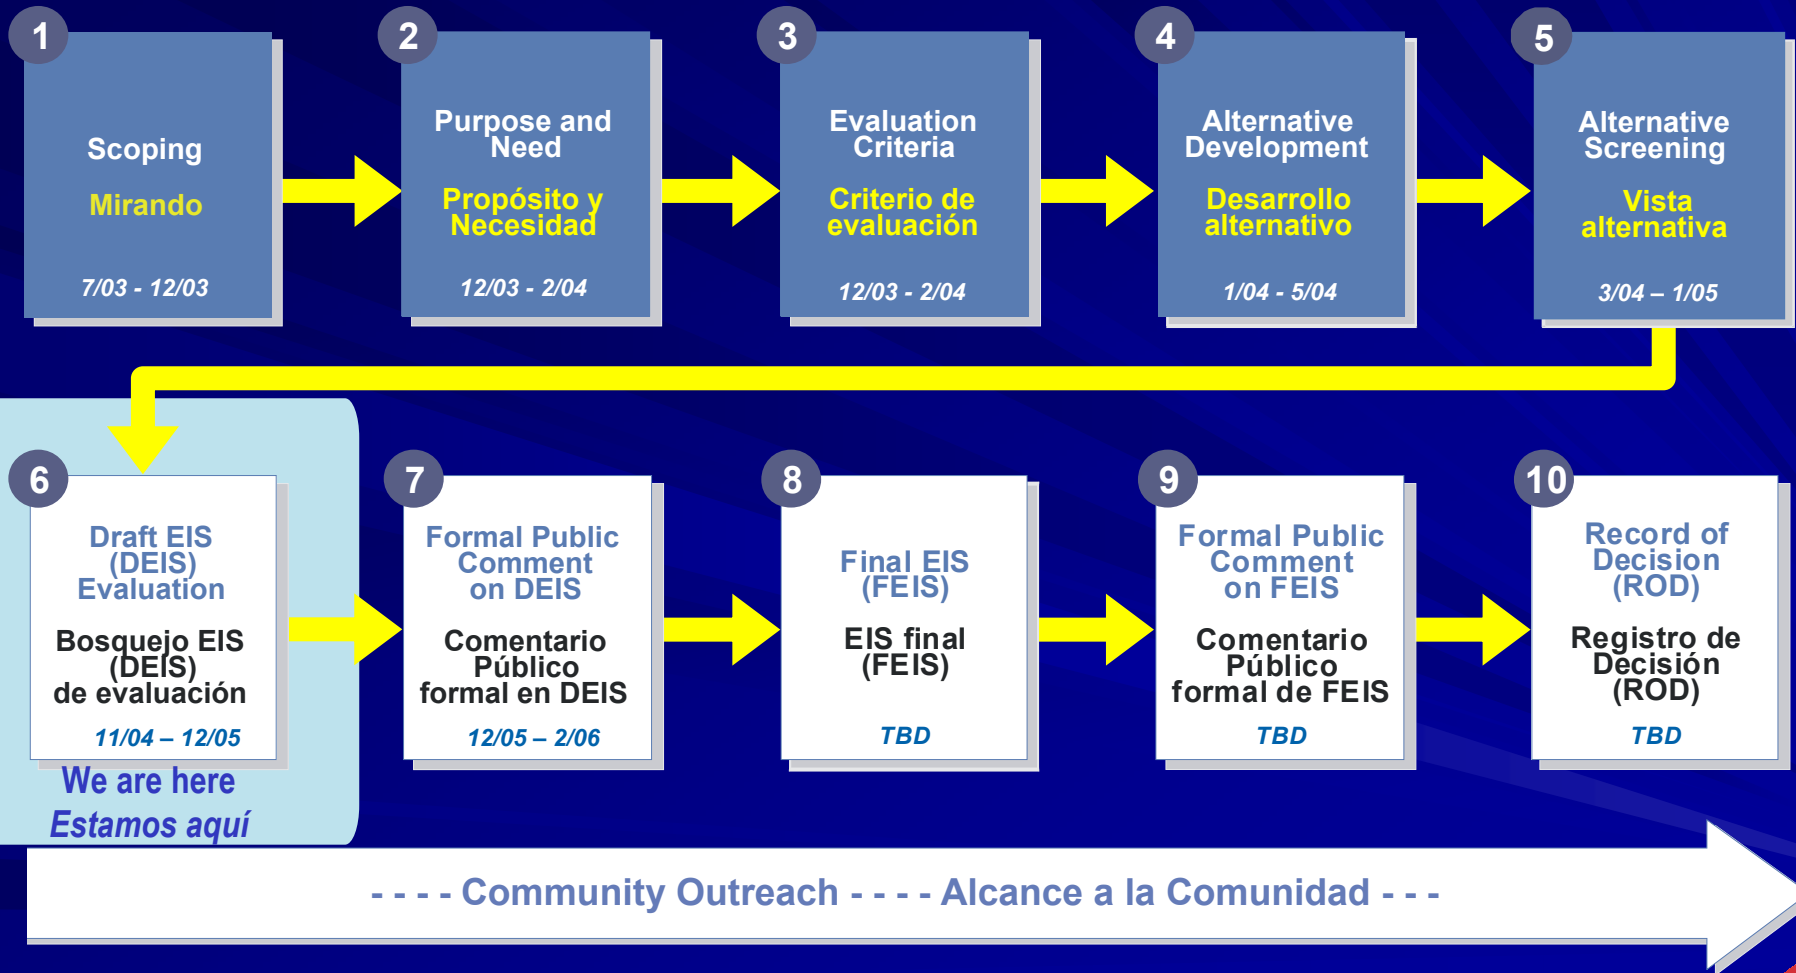 1
Scoping
Mirando
7/03 - 12/03
2
Purpose and
Need
Propósito y
Necesidad
12/03 - 2/04
3
Evaluation
Criteria
Criterio de
evaluación
12/03 - 2/04
4
Alternative
Development
Desarrollo
alternativo
1/04 - 5/04
5
Alternative
Screening
Vista
alternativa
3/04 – 1/05
6
Draft EIS
(DEIS)
Evaluation
Bosquejo EIS
(DEIS)
de evaluación
11/04 – 12/05
We are here
Estamos aquí
7
Formal Public
Comment
on DEIS
Comentario
Público
formal en DEIS
12/05 – 2/06
8
Final EIS
(FEIS)
EIS final
(FEIS)
TBD
9
Formal Public
Comment
on FEIS
Comentario
Público
formal de FEIS
TBD
10
Record of
Decision
(ROD)
Registro de
Decisión
(ROD)
TBD
- - - - Community Outreach - - - - Alcance a la Comunidad - - -